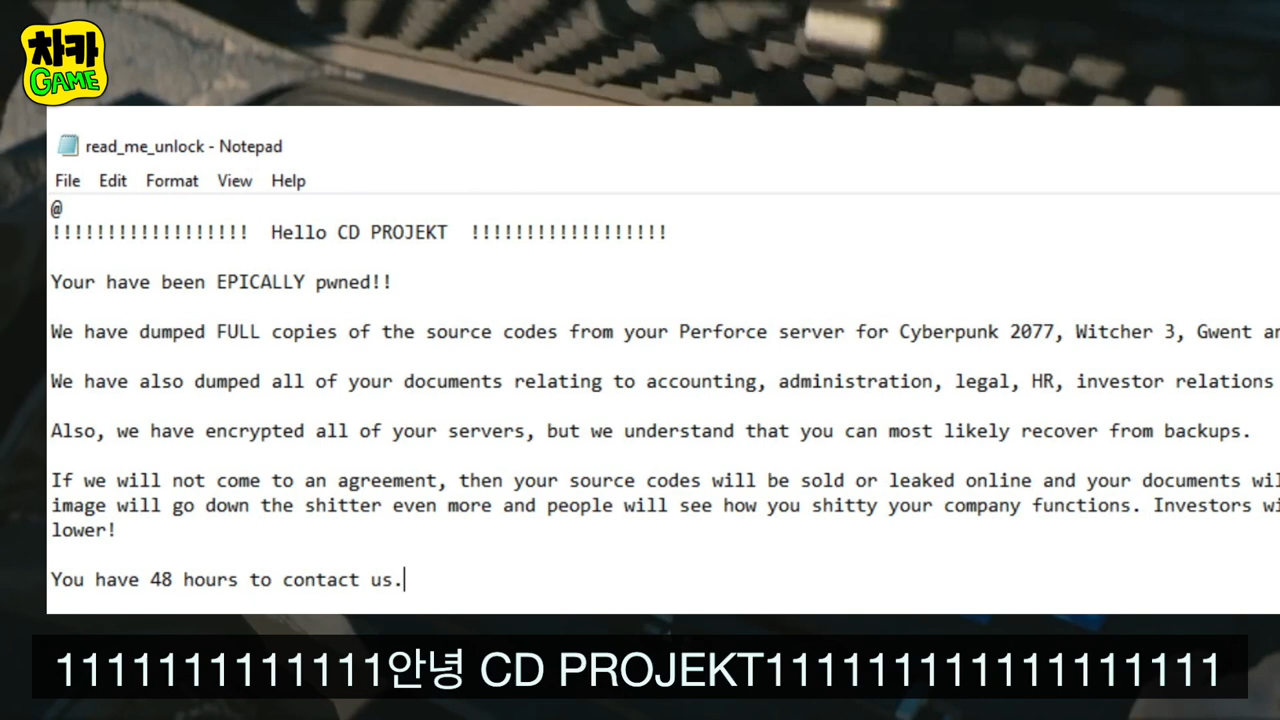 차카
GAME
read_me_unlock - Notepad
File Edit Format View Help
@
!!!!!!!!!!!!!!!!!! Hello CD PROJEKT !!!!!!!!!!!!!!!!!!
Your have been EPICALLY pwned!!
We have dumped FULL copies of the source codes from your Perforce server for Cyberpunk 2077, Witcher 3, Gwent
We have also dumped all of your documents relating to accounting, administration, legal, HR, investor relations
Also, we have encrypted all of your servers, but we understand that you can most likely recover from backups.
If we will not come to an agreement, then your source codes will be sold or leaked online and your documents
image will go down the shitter even more and people will see how you shitty your company functions. Investors
lower!
You have 48 hours to contact us.
1111111111111안녕 CD PROJEKT111111111111111111